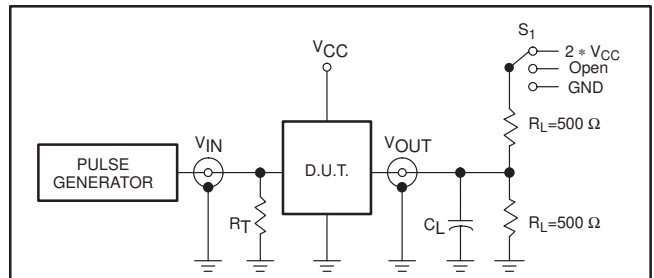 S1
VCC
2 * VCC
Open
GND
RL=500 Ω
VIN
VOUT
PULSE
GENERATOR
D.U.T.
RT
CL
RL=500 Ω